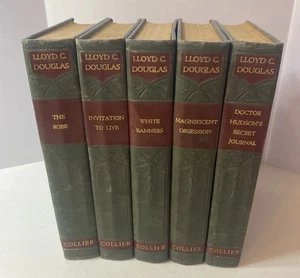 LLOYD C.
DOUGLAS
THE
ROBE
COLLIER
LLOYD C.
DOUGLAS
INVITATION
TO LIVE
COLLIER
LLOYD C.
DOUGLAS
WHITE
BANNERS
COLLIER
LLOYD C.
DOUGLAS
MAGNIFICENT
OBSESSION
COLLIER
LLOYD C.
DOUGLAS
DOCTOR
HUDSON'S
SECRET
JOURNAL
COLLIER